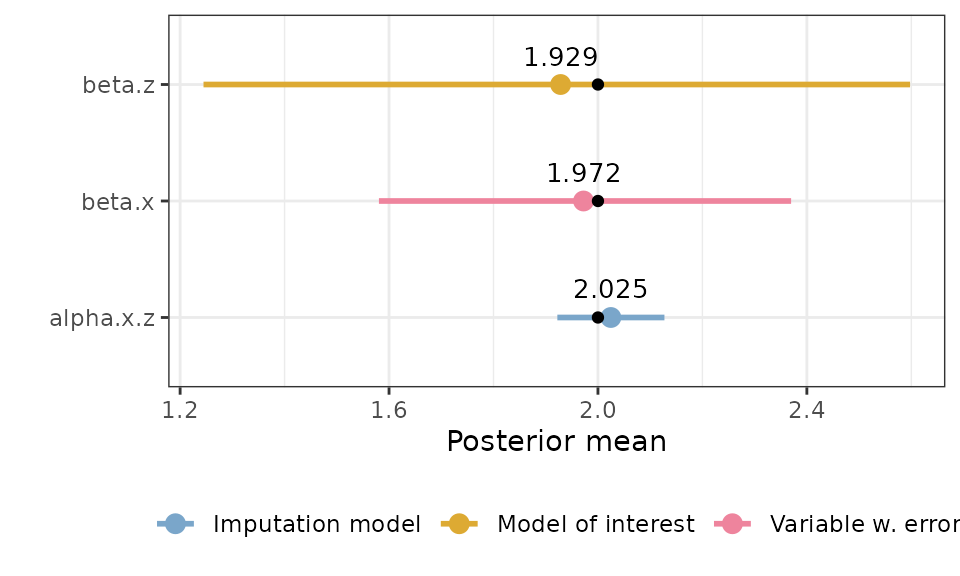 1.929
beta.z
1.972
beta.x
2.025
alpha.x.z
1.2 1.6 2.0 2.4
Posterior mean
Imputation model Model of interest Variable w. error